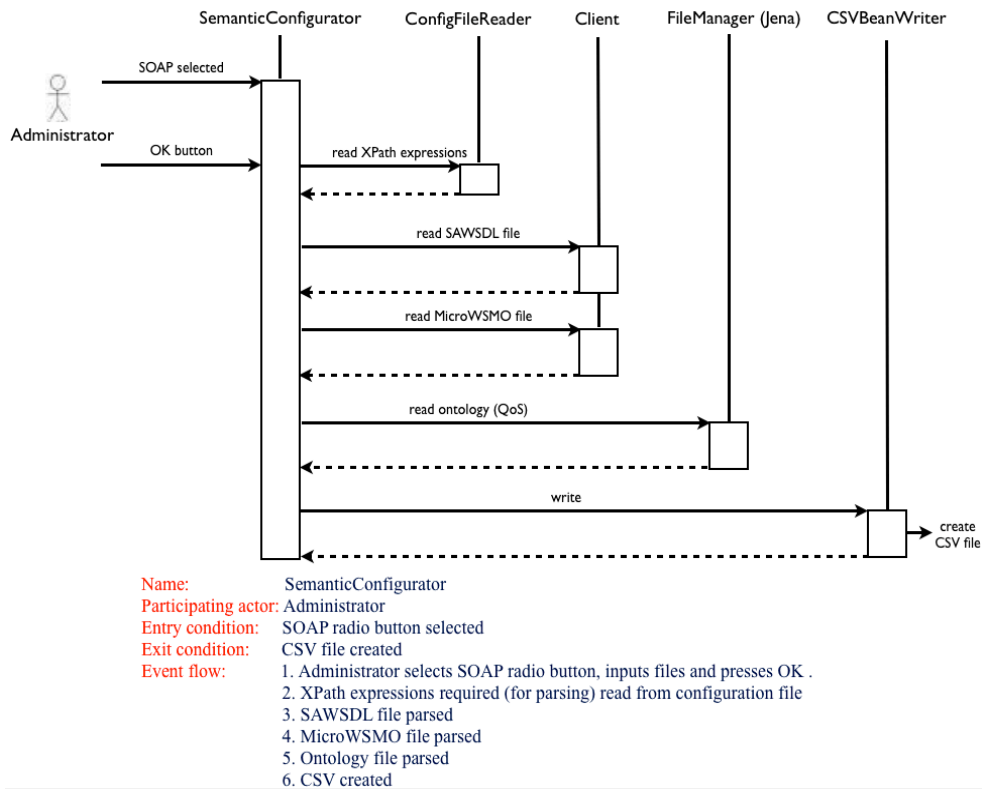 SemanticConfigurator ConfigFileReader Client FileManager (Jena) CSVBeanWriter
SOAP selected
Administrator
OK button
read XPath expressions
read SAWSDL file
read MicroWSMO file
read ontology (QoS)
write
create
CSV file
Name: SemanticConfigurator
Participating actor: Administrator
Entry condition: SOAP radio button selected
Exit condition: CSV file created
Event flow: 1. Administrator selects SOAP radio button, inputs files and presses OK .
2. XPath expressions required (for parsing) read from configuration file
3. SAWSDL file parsed
4. MicroWSMO file parsed
5. Ontology file parsed
6. CSV created